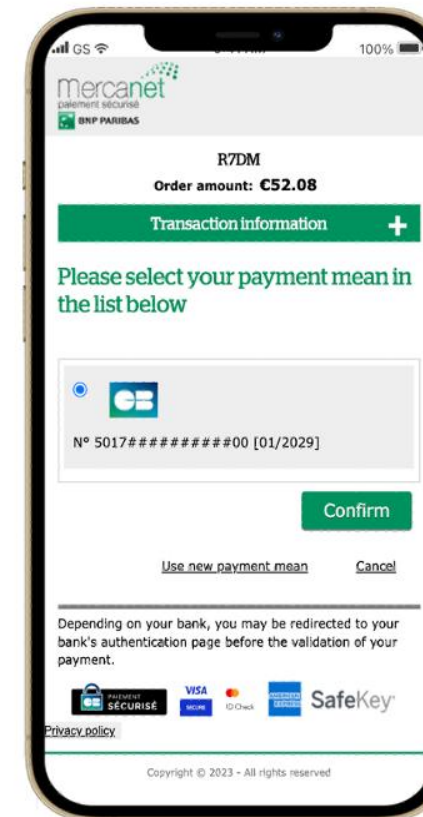 GS 100%
mercanet
paiement sécurisé
BNP PARIBAS
R7DM
Order amount: €52.08
Transaction information +
Please select your payment mean in
the list below
CB
N° 5017##########00 [01/2029]
Confirm
Use new payment mean Cancel
Depending on your bank, you may be redirected to your
bank's authentication page before the validation of your
payment.
CB PAIEMENT SÉCURISÉ VISA SECURE ID Check AMERICAN EXPRESS SafeKey
Privacy policy
Copyright © 2023 - All rights reserved